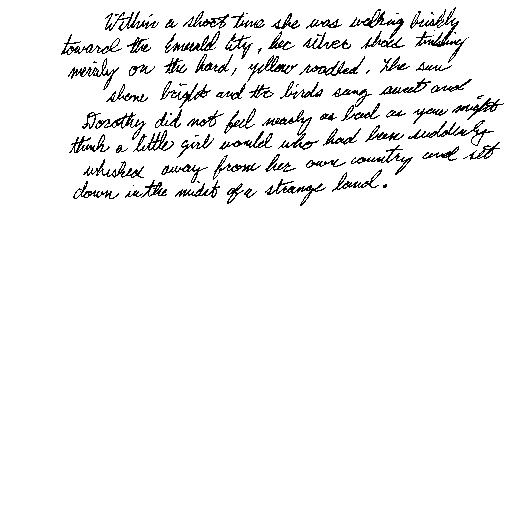 Within a short time she was walking briskly
toward the Emerald City, her silver shoes tinkling
merrily on the hard, yellow roadbed. The sun
shone bright and the birds sang sweet and
Dorothy did not feel nearly as bad as you might
think a little girl would who had been suddenly
whisked away from her own country and set
down in the midst of a strange land.